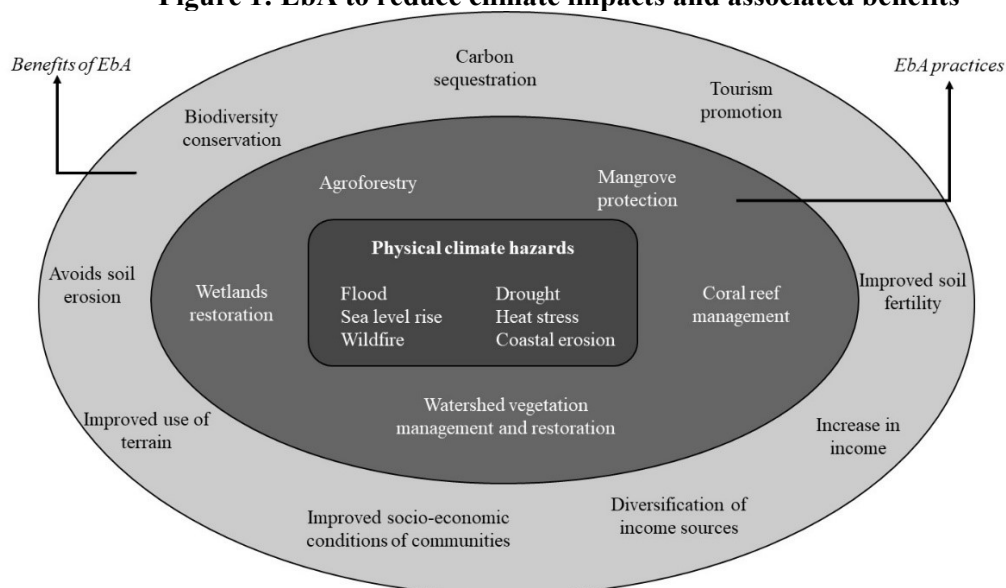 Figure 1: EbA to reduce climate impacts and associated benefits
Benefits of EbA
EbA practices
Carbon
sequestration
Tourism
promotion
Biodiversity
conservation
Agroforestry
Mangrove
protection
Physical climate hazards
Avoids soil
erosion
Wetlands
restoration
Flood
Drought
Sea level rise
Heat stress
Wildfire
Coastal erosion
Coral reef
management
Improved soil
fertility
Watershed vegetation
management and restoration
Improved use of
terrain
Increase in
income
Improved socio-economic
conditions of communities
Diversification of
income sources